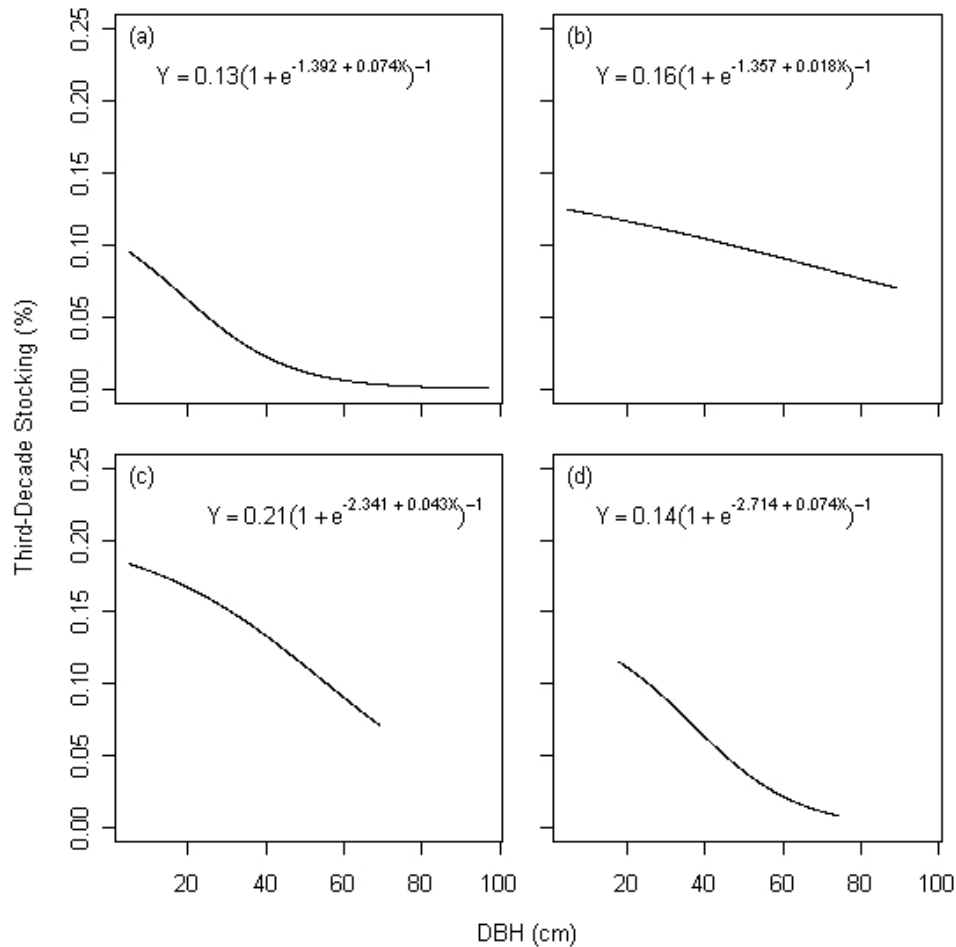 (a)
Y = 0.13(1 + e^-1.392 + 0.074X)^−1
(b)
Y = 0.16(1 + e^-1.357 + 0.018X)^−1
0.25
0.20
0.15
0.10
0.05
0.00
(c)
Y = 0.21(1 + e^-2.341 + 0.043X)^−1
(d)
Y = 0.14(1 + e^-2.714 + 0.074X)^−1
0.25
0.20
0.15
0.10
0.05
0.00
Third-Decade Stocking (%)
20 40 60 80 100
20 40 60 80 100
DBH (cm)